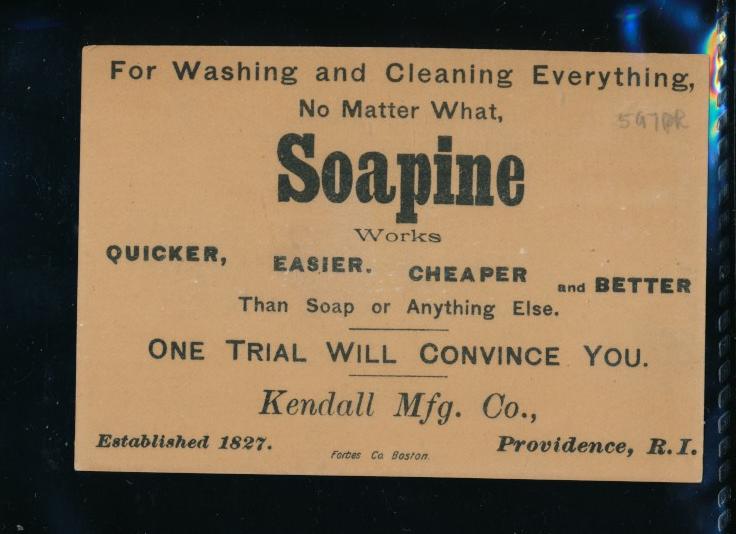 For Washing and Cleaning Everything,
No Matter What,
Soapine
Works
QUICKER, EASIER. CHEAPER and BETTER
Than Soap or Anything Else.
ONE TRIAL WILL CONVINCE YOU.
Kendall Mfg. Co.,
Established 1827. Providence, R.I.
Forbes Co. Boston.